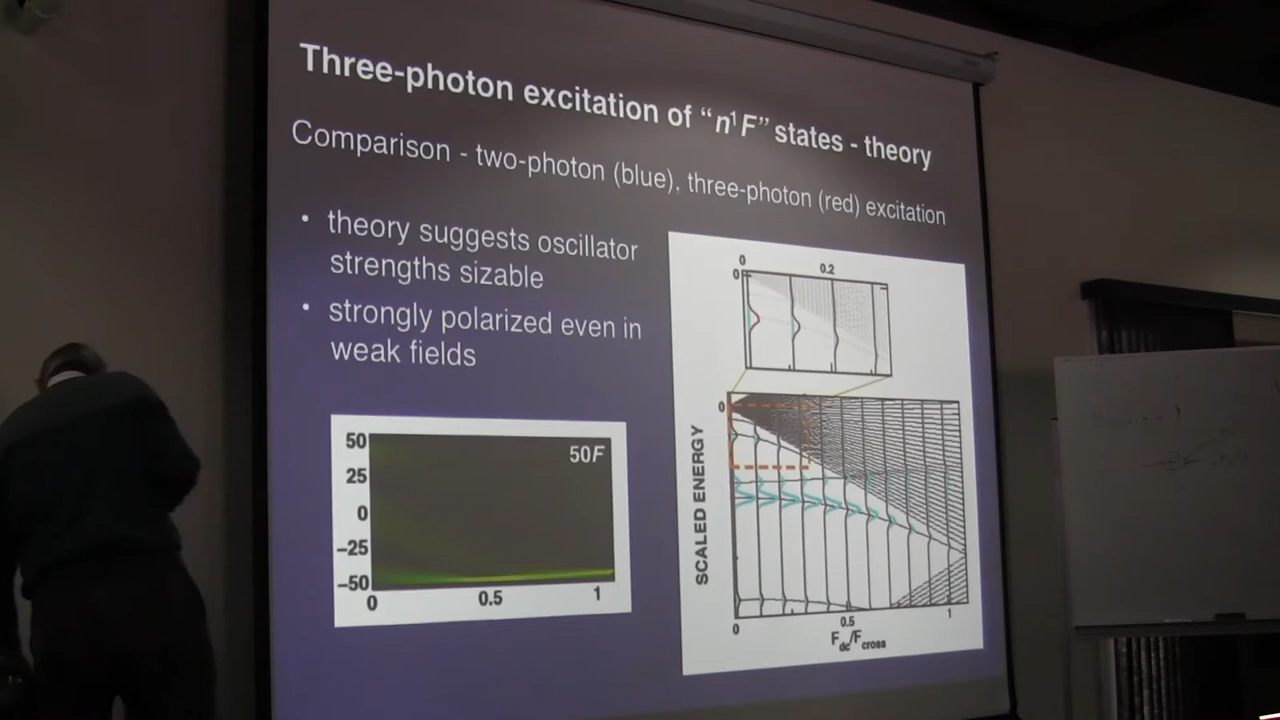 Three-photon excitation of “n¹F” states - theory
Comparison - two-photon (blue), three-photon (red) excitation
• theory suggests oscillator
strengths sizable
• strongly polarized even in
weak fields
50
25
0
−25
−50
50F
0 0.5 1
0 0.2
0
0
SCALED ENERGY
0 0.5 1
Fdc/Fcross